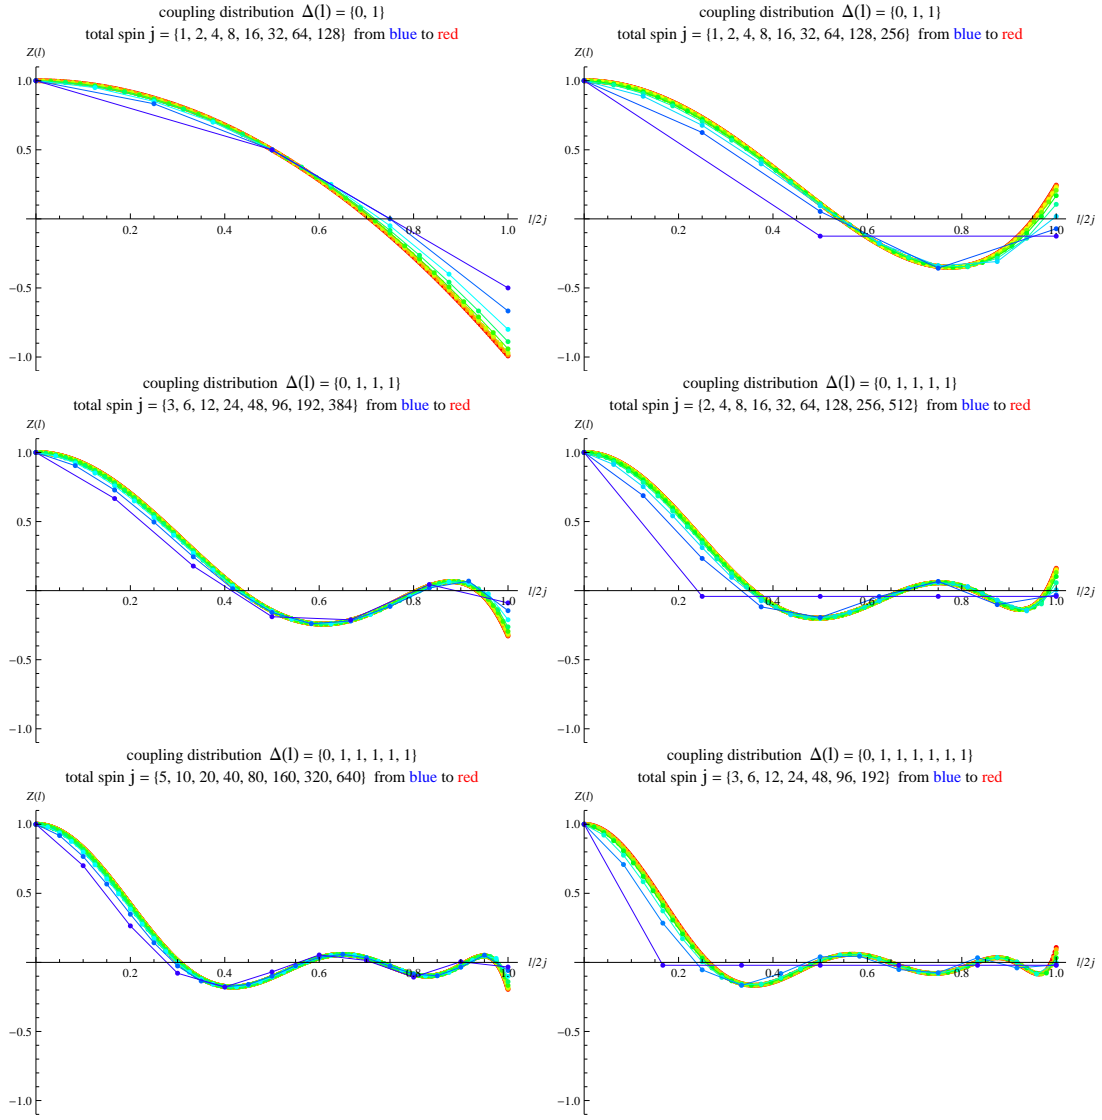 coupling distribution Δ(l) = {0, 1}
total spin j = {1, 2, 4, 8, 16, 32, 64, 128} from blue to red
Z(l)
1.0
0.5
-0.5
-1.0
0.2 0.4 0.6 0.8 1.0
l/2j
coupling distribution Δ(l) = {0, 1, 1}
total spin j = {1, 2, 4, 8, 16, 32, 64, 128, 256} from blue to red
Z(l)
1.0
0.5
-0.5
-1.0
0.2 0.4 0.6 0.8 1.0
l/2j
coupling distribution Δ(l) = {0, 1, 1, 1}
total spin j = {3, 6, 12, 24, 48, 96, 192, 384} from blue to red
Z(l)
1.0
0.5
-0.5
-1.0
0.2 0.4 0.6 0.8 1.0
l/2j
coupling distribution Δ(l) = {0, 1, 1, 1, 1}
total spin j = {2, 4, 8, 16, 32, 64, 128, 256, 512} from blue to red
Z(l)
1.0
0.5
-0.5
-1.0
0.2 0.4 0.6 0.8 1.0
l/2j
coupling distribution Δ(l) = {0, 1, 1, 1, 1, 1}
total spin j = {5, 10, 20, 40, 80, 160, 320, 640} from blue to red
Z(l)
1.0
0.5
-0.5
-1.0
0.2 0.4 0.6 0.8 1.0
l/2j
coupling distribution Δ(l) = {0, 1, 1, 1, 1, 1, 1}
total spin j = {3, 6, 12, 24, 48, 96, 192} from blue to red
Z(l)
1.0
0.5
-0.5
-1.0
0.2 0.4 0.6 0.8 1.0
l/2j